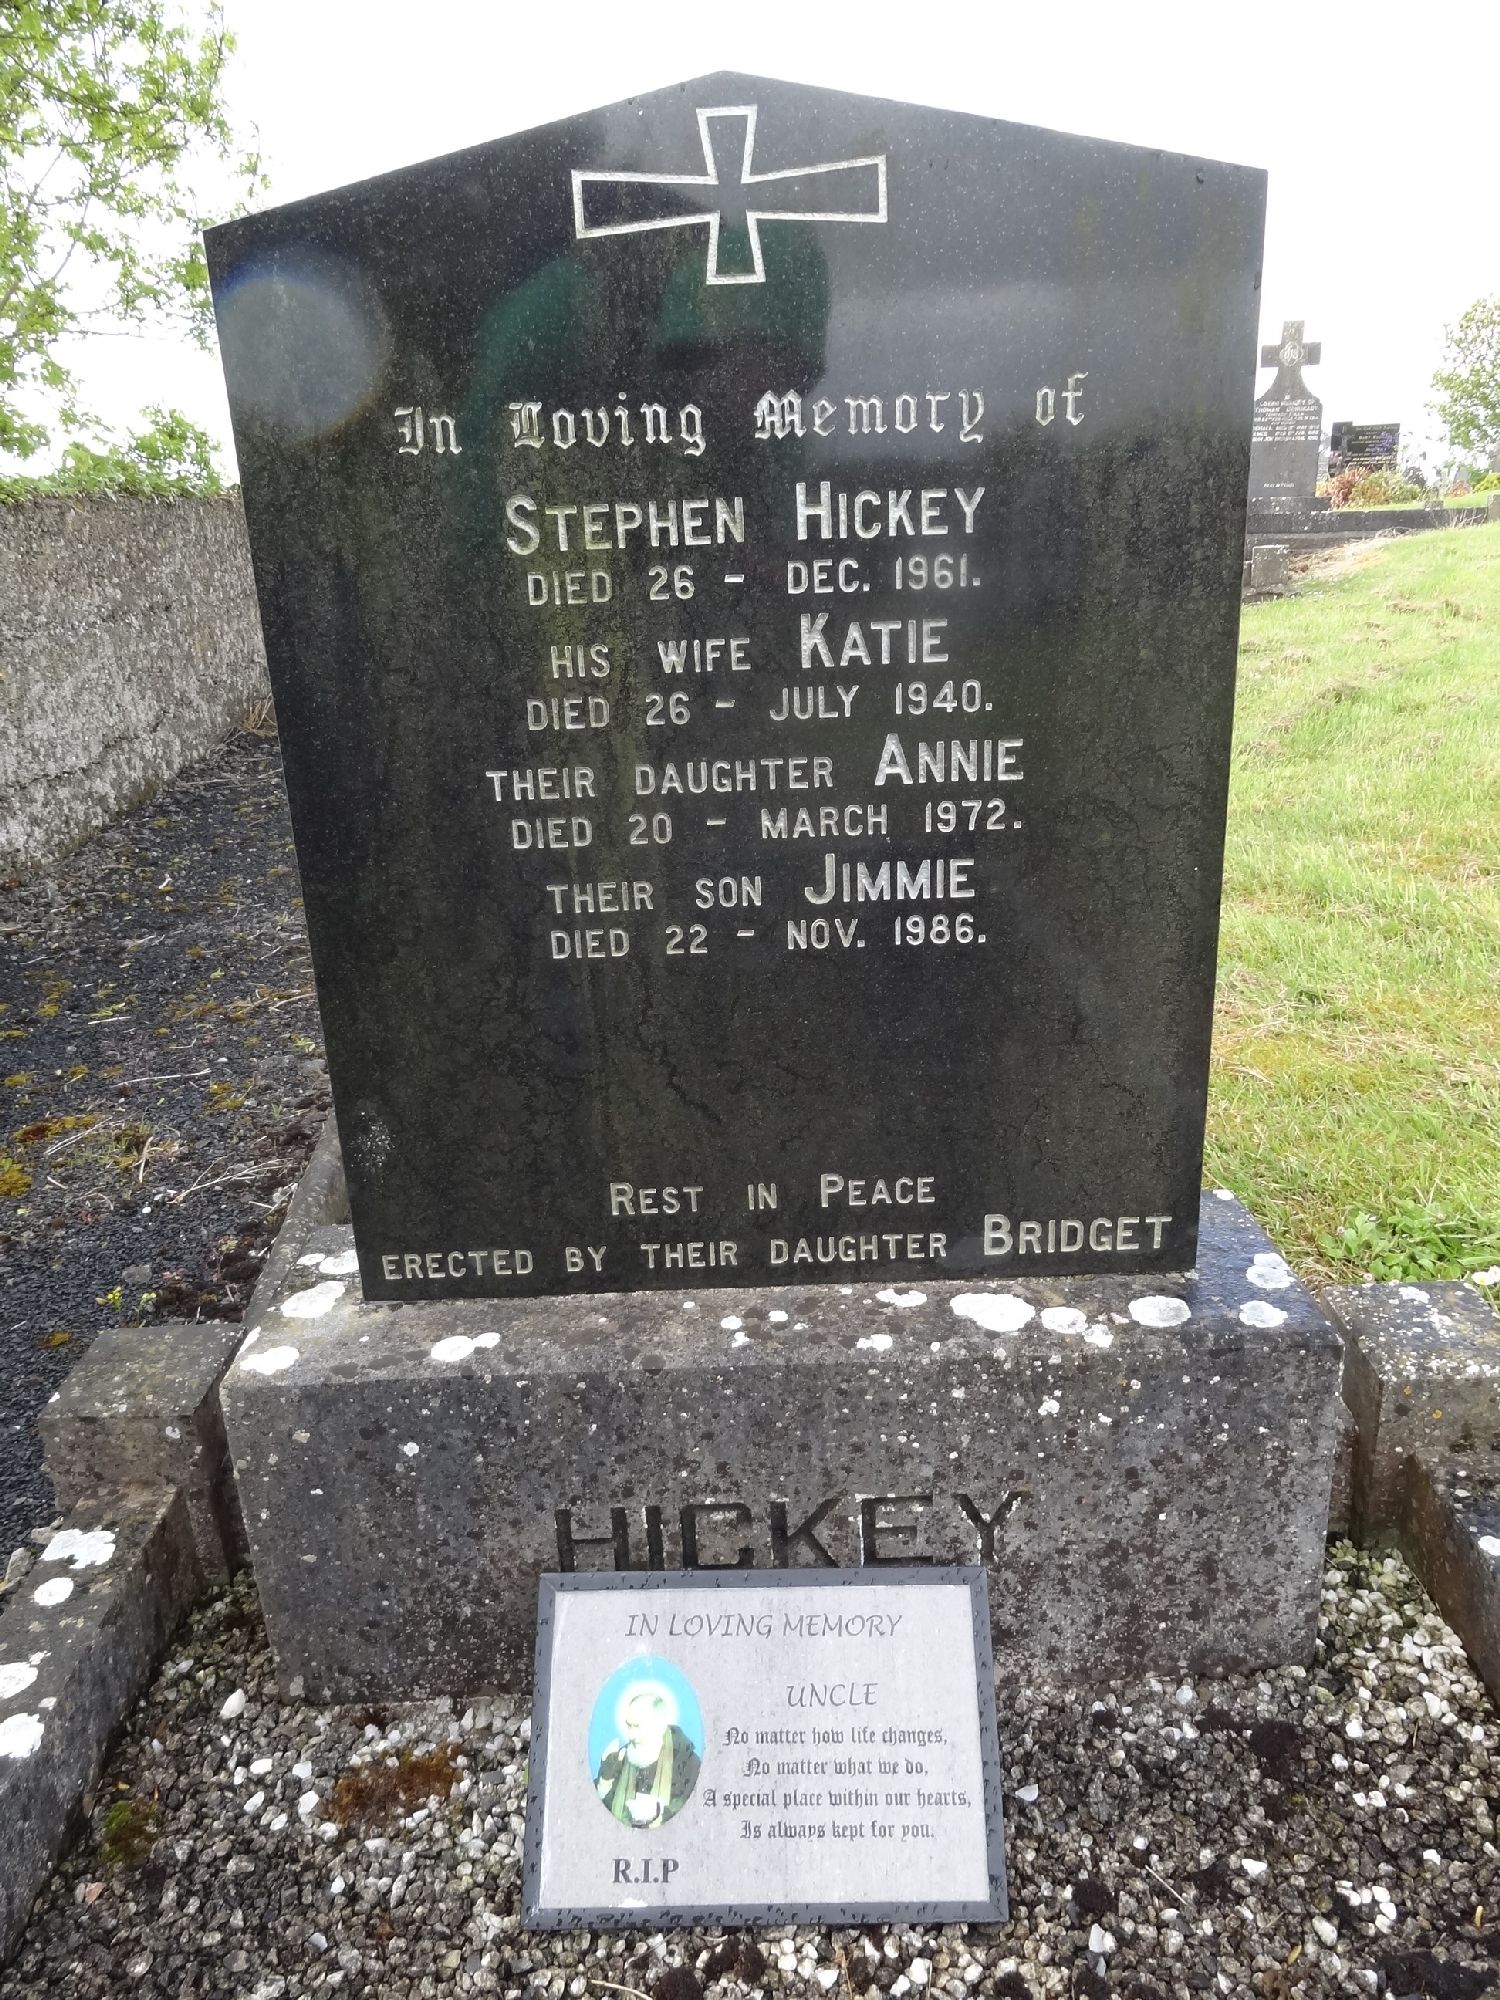 In Loving Memory of
STEPHEN HICKEY
DIED 26 - DEC. 1961.
HIS WIFE KATIE
DIED 26 - JULY 1940.
THEIR DAUGHTER ANNIE
DIED 20 - MARCH 1972.
THEIR SON JIMMIE
DIED 22 - NOV. 1986.
REST IN PEACE
ERECTED BY THEIR DAUGHTER BRIDGET
HICKEY
IN LOVING MEMORY
UNCLE
No matter how life changes,
No matter what we do,
A special place within our hearts,
Is always kept for you.
R.I.P